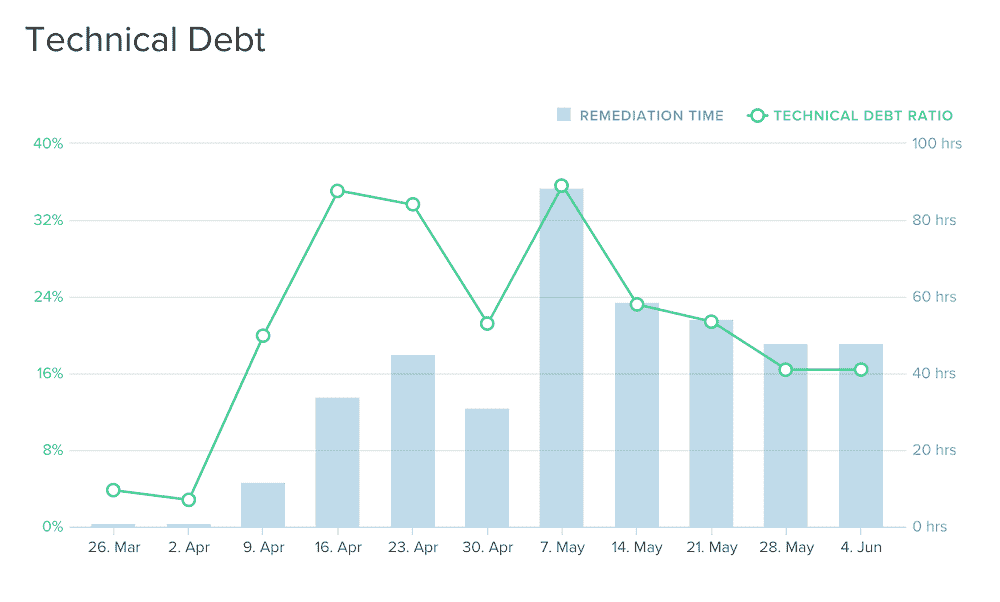 Technical Debt
REMEDIATION TIME TECHNICAL DEBT RATIO
40% 100 hrs
32% 80 hrs
24% 60 hrs
16% 40 hrs
8% 20 hrs
0% 0 hrs
26. Mar 2. Apr 9. Apr 16. Apr 23. Apr 30. Apr 7. May 14. May 21. May 28. May 4. Jun